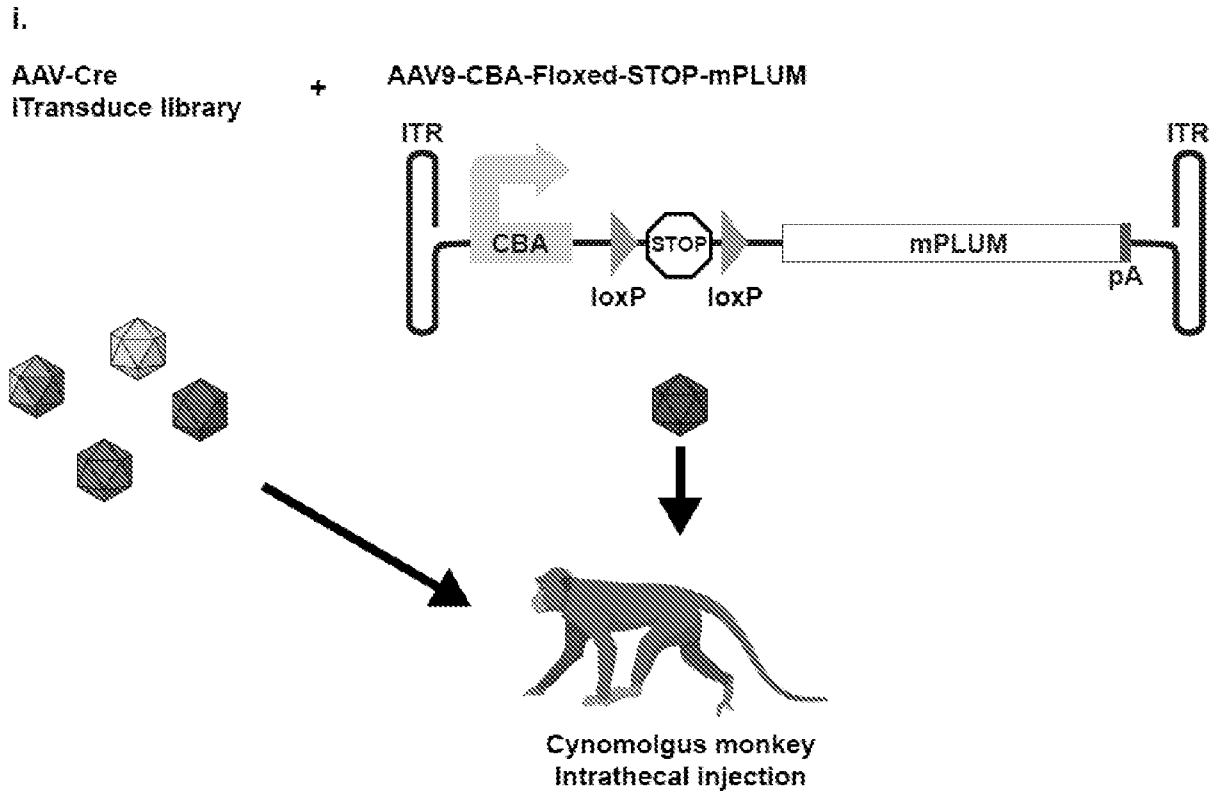 i.
AAV-Cre
iTransduce library
+
AAV9-CBA-Floxed-STOP-mPLUM
ITR
ITR
CBA
STOP
mPLUM
loxP
loxP
pA
Cynomolgus monkey
Intrathecal injection